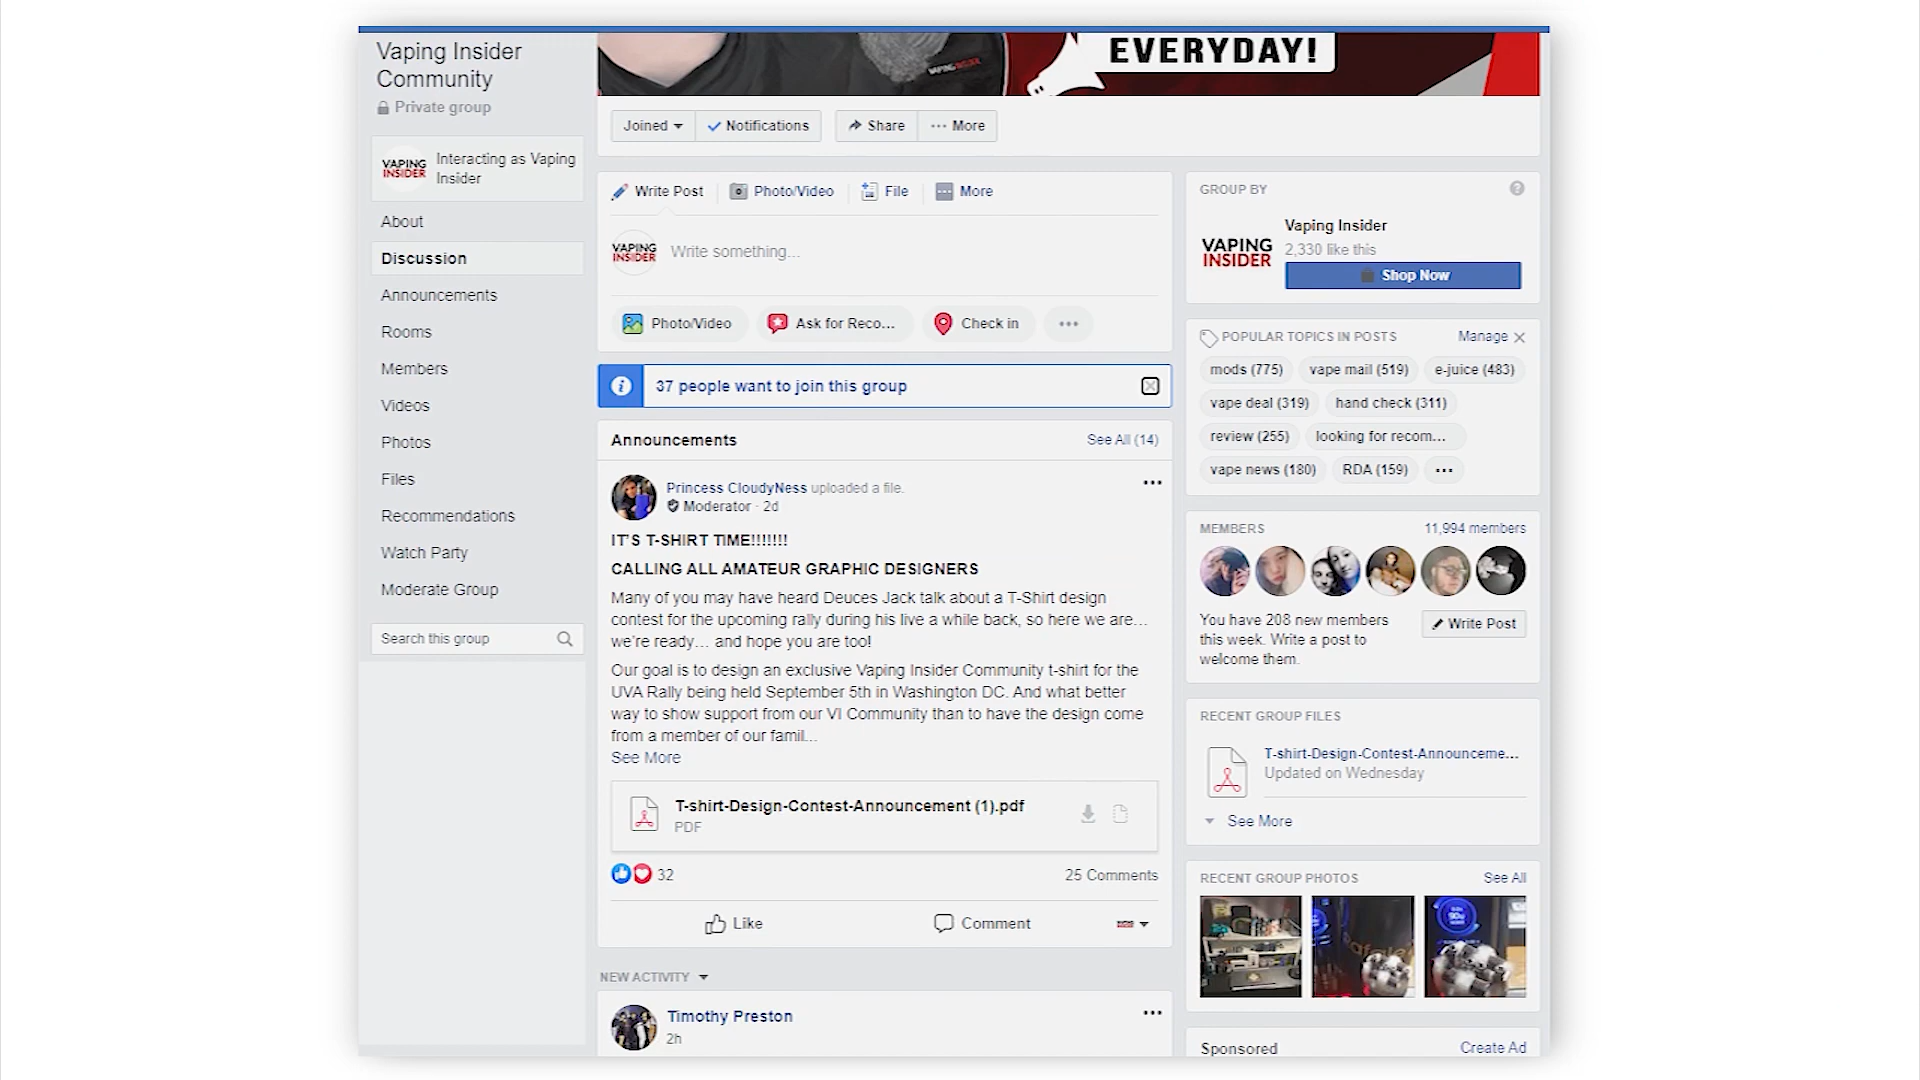 Vaping Insider
Community
Private group
VAPING
INSIDER
Interacting as Vaping
Insider
About
Discussion
Announcements
Rooms
Members
Videos
Photos
Files
Recommendations
Watch Party
Moderate Group
Search this group
VAPING INSIDER
EVERYDAY!
Joined
Notifications
Share
More
Write Post
Photo/Video
File
More
VAPING
INSIDER
Write something...
Photo/Video
Ask for Reco...
Check in
37 people want to join this group
Announcements
See All (14)
Princess CloudyNess uploaded a file.
Moderator · 2d
IT'S T-SHIRT TIME!!!!!!!
CALLING ALL AMATEUR GRAPHIC DESIGNERS
Many of you may have heard Deuces Jack talk about a T-Shirt design
contest for the upcoming rally during his live a while back, so here we are…
we're ready… and hope you are too!
Our goal is to design an exclusive Vaping Insider Community t-shirt for the
UVA Rally being held September 5th in Washington DC. And what better
way to show support from our VI Community than to have the design come
from a member of our famil...
See More
T-shirt-Design-Contest-Announcement (1).pdf
PDF
32
25 Comments
Like
Comment
NEW ACTIVITY
Timothy Preston
2h
GROUP BY
VAPING
INSIDER
Vaping Insider
2,330 like this
Shop Now
POPULAR TOPICS IN POSTS
Manage
mods (775)
vape mail (519)
e-juice (483)
vape deal (319)
hand check (311)
review (255)
looking for recom...
vape news (180)
RDA (159)
MEMBERS
11,994 members
You have 208 new members
this week. Write a post to
welcome them.
Write Post
RECENT GROUP FILES
T-shirt-Design-Contest-Announceme...
Updated on Wednesday
See More
RECENT GROUP PHOTOS
See All
Sponsored
Create Ad